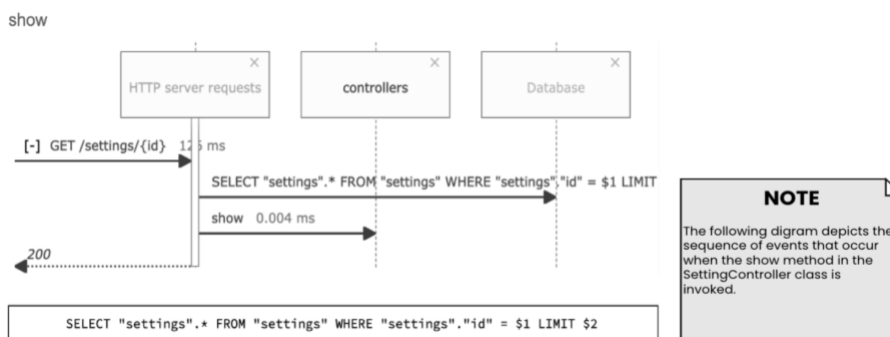 show
HTTP server requests
controllers
Database
[-] GET /settings/{id} 125 ms
SELECT "settings".* FROM "settings" WHERE "settings"."id" = $1 LIMIT
show 0.004 ms
200
SELECT "settings".* FROM "settings" WHERE "settings"."id" = $1 LIMIT $2
NOTE
The following digram depicts the
sequence of events that occur
when the show method in the
SettingController class is
invoked.